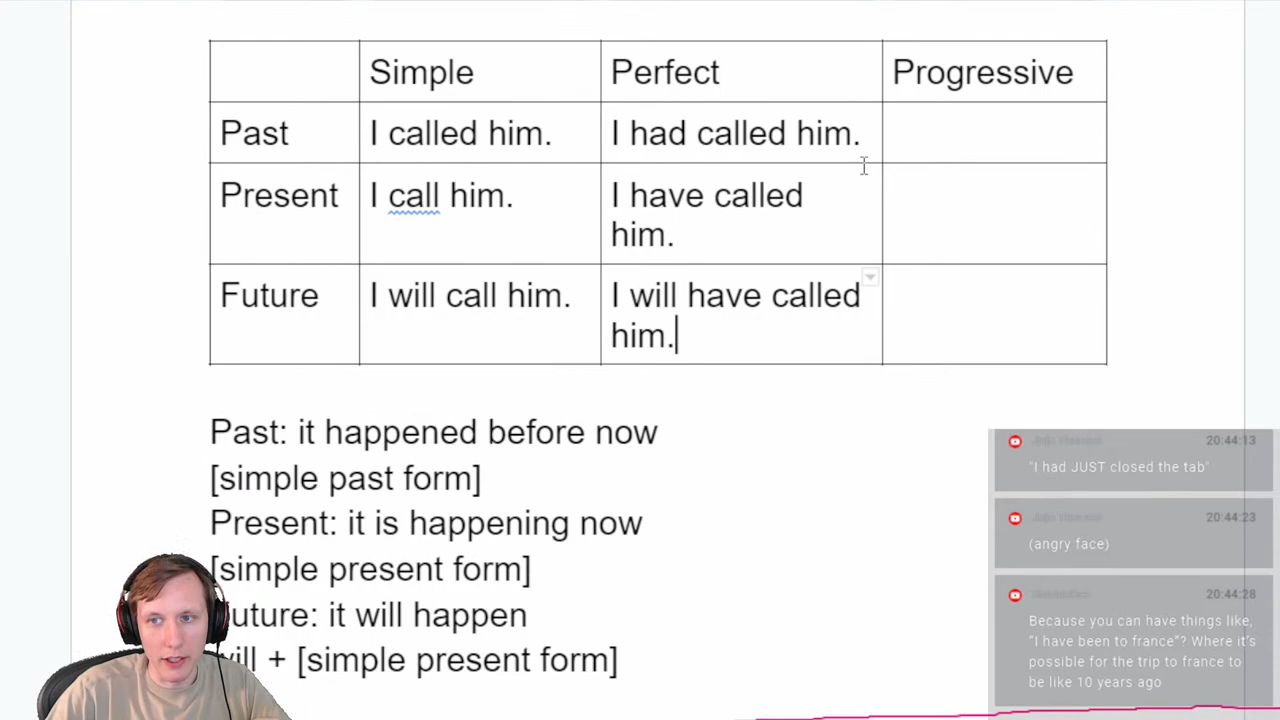 Simple Perfect Progressive
Past I called him. I had called him.
Present I call him. I have called
him.
Future I will call him. I will have called
him.
Past: it happened before now
[simple past form]
Present: it is happening now
[simple present form]
uture: it will happen
will + [simple present form]
20:44:13
"I had JUST closed the tab"
20:44:23
(angry face)
20:44:28
Because you can have things like,
"I have been to france"? Where it's
possible for the trip to france to
be like 10 years ago